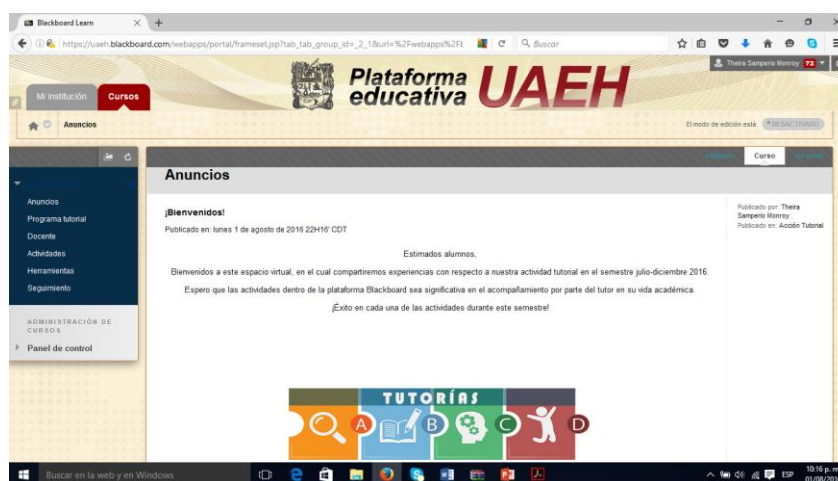 Blackboard Learn
https://uaeh.blackboard.com/webapps/portal/frameset.jsp?tab_tab_group_id=_2_1&url=%2Fwebapps%2Ft
Buscar
Theira Samperio Monroy 72
Mi institución
Cursos
Plataforma
educativa
UAEH
Anuncios
El modo de edición está:
DESACTIVADO
Curso
Anuncios
Anuncios
Programa tutorial
Docente
Actividades
Herramientas
Seguimiento
ADMINISTRACIÓN DE
CURSOS
Panel de control
¡Bienvenidos!
Publicado en: lunes 1 de agosto de 2016 22H16' CDT
Publicado por: Theira
Samperio Monroy
Publicado en: Acción Tutorial
Estimados alumnos,
Bienvenidos a este espacio virtual, en el cual compartiremos experiencias con respecto a nuestra actividad tutorial en el semestre julio-diciembre 2016.
Espero que las actividades dentro de la plataforma Blackboard sea significativa en el acompañamiento por parte del tutor en su vida académica.
¡Éxito en cada una de las actividades durante este semestre!
TUTORÍAS
A
B
C
D
Buscar en la web y en Windows
ESP
10:16 p. m.
01/08/201